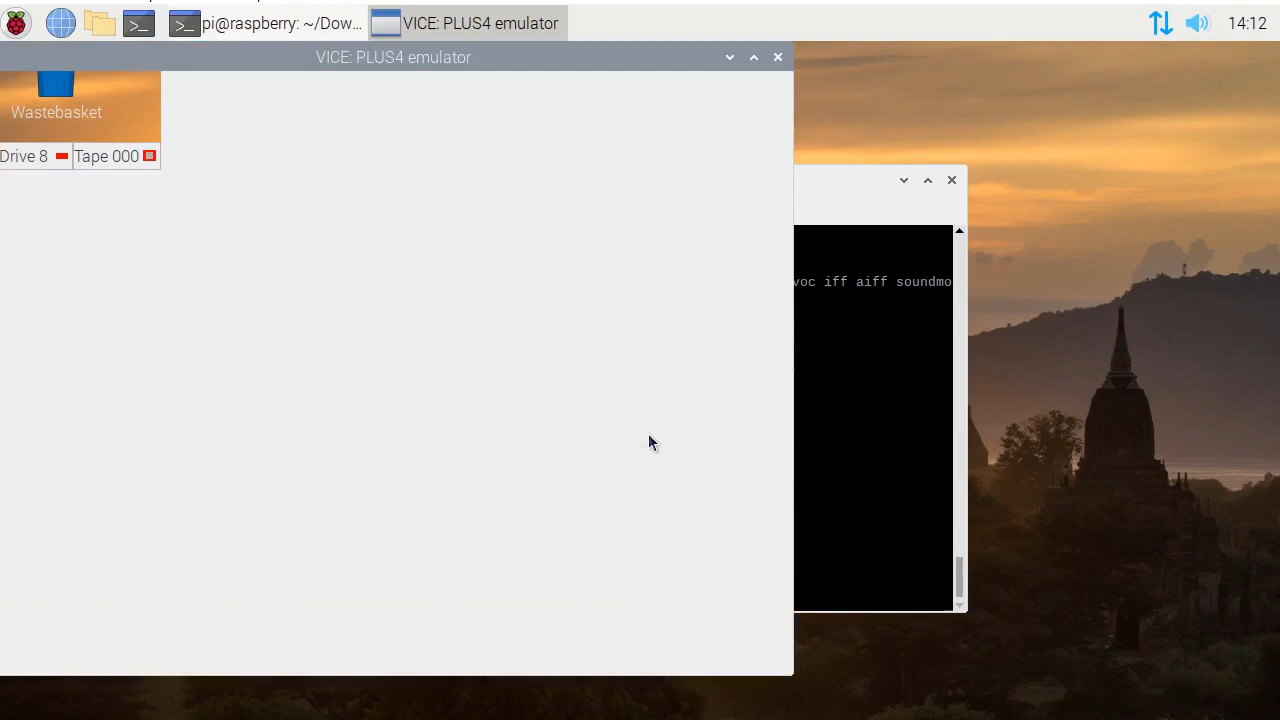 pi@raspberry: ~/Dow...
VICE: PLUS4 emulator
14:12
VICE: PLUS4 emulator
Wastebasket
Drive 8
Tape 000
voc iff aiff soundmo